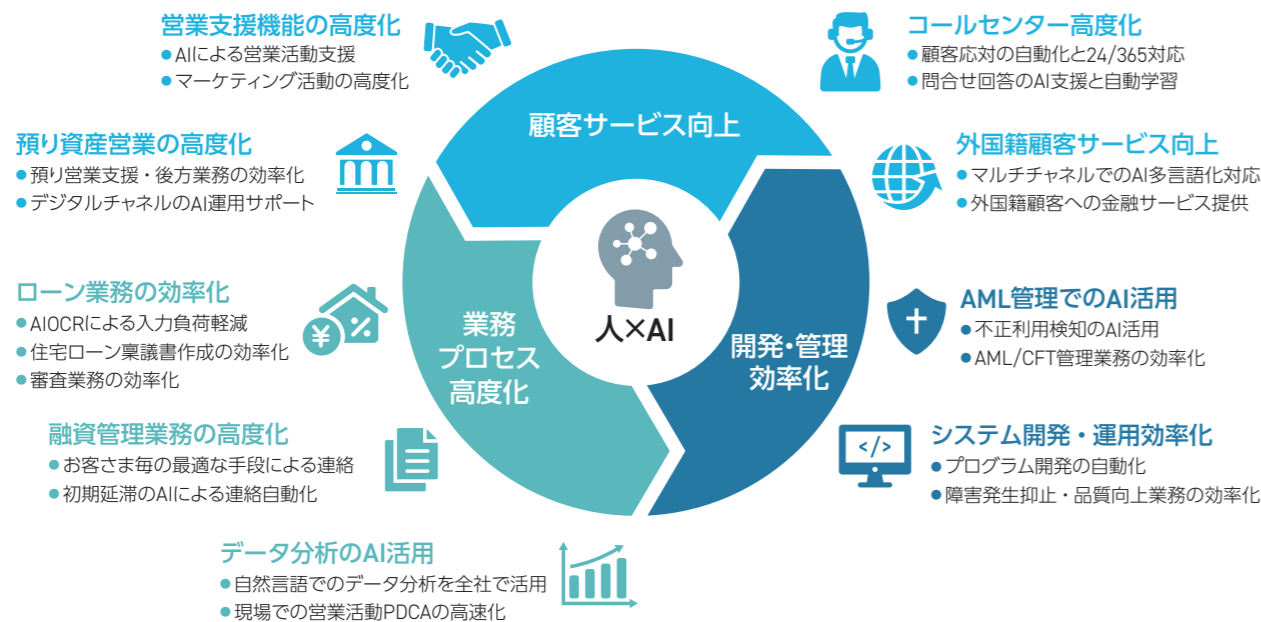 営業支援機能の高度化
●AIによる営業活動支援
●マーケティング活動の高度化
預り資産営業の高度化
●預り営業支援・後方業務の効率化
●デジタルチャネルのAI運用サポート
ローン業務の効率化
●AIOCRによる入力負荷軽減
●住宅ローン稟議書作成の効率化
●審査業務の効率化
融資管理業務の高度化
●お客さま毎の最適な手段による連絡
●初期延滞のAIによる連絡自動化
データ分析のAI活用
●自然言語でのデータ分析を全社で活用
●現場での営業活動PDCAの高速化
顧客サービス向上
業務
プロセス
高度化
人×AI
開発・管理
効率化
コールセンター高度化
●顧客応対の自動化と24/365対応
●問合せ回答のAI支援と自動学習
外国籍顧客サービス向上
●マルチチャネルでのAI多言語化対応
●外国籍顧客への金融サービス提供
AML管理でのAI活用
●不正利用検知のAI活用
●AML/CFT管理業務の効率化
システム開発・運用効率化
●プログラム開発の自動化
●障害発生抑止・品質向上業務の効率化
¥
%
</>